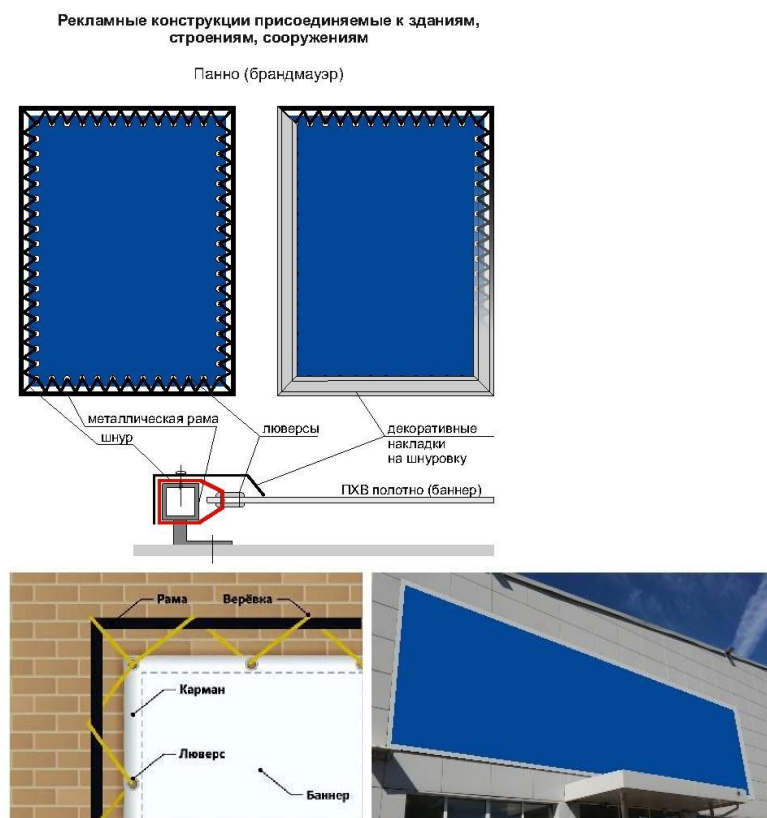 Рекламные конструкции присоединяемые к зданиям,
строениям, сооружениям
Панно (брандмауэр)
металлическая рама
шнур
люверсы
декоративные
накладки
на шнуровку
ПХВ полотно (баннер)
Рама
Верёвка
Карман
Люверс
Баннер